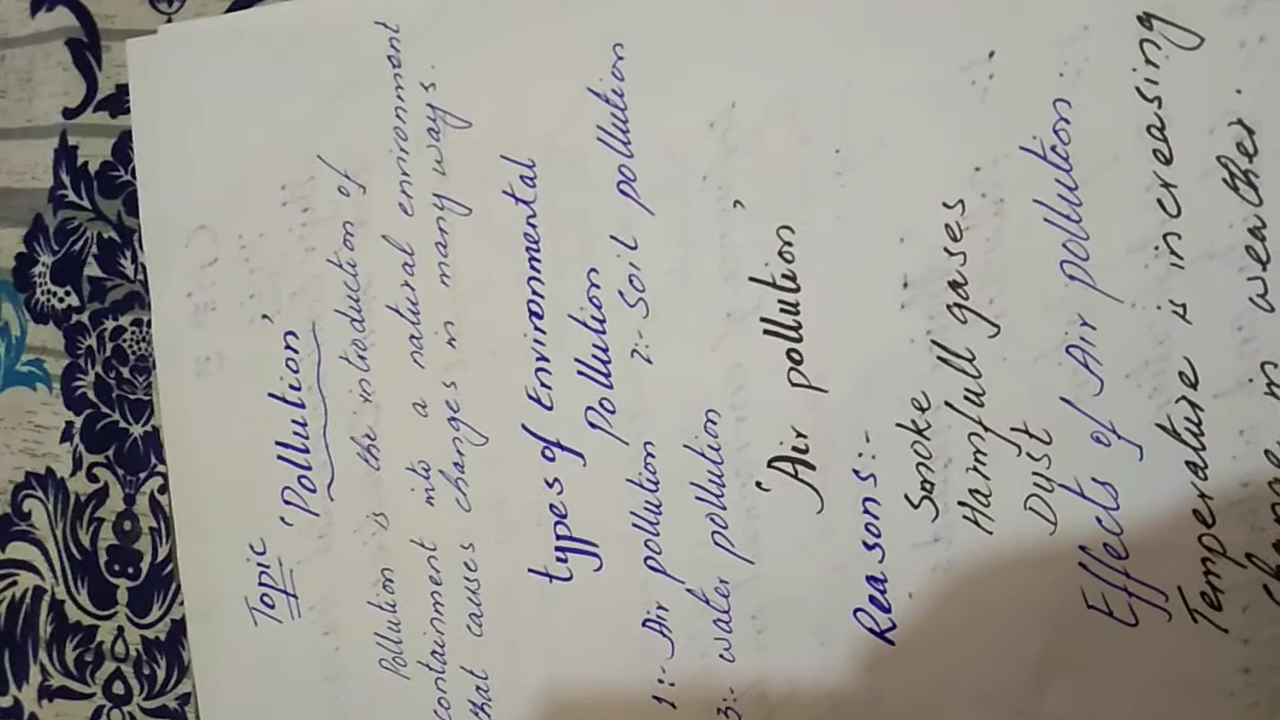 Topic
'Pollution'
Pollution is the introduction of
containment into a natural environment
that causes changes in many ways.
types of Environmental
Pollution
1:- Air pollution 2:- Soil pollution
3:- water pollution
'Air pollution'
Reasons:-
Smoke
Harmfull gases
Dust
Effects of Air pollution
Temperature is increasing
Change in weather.